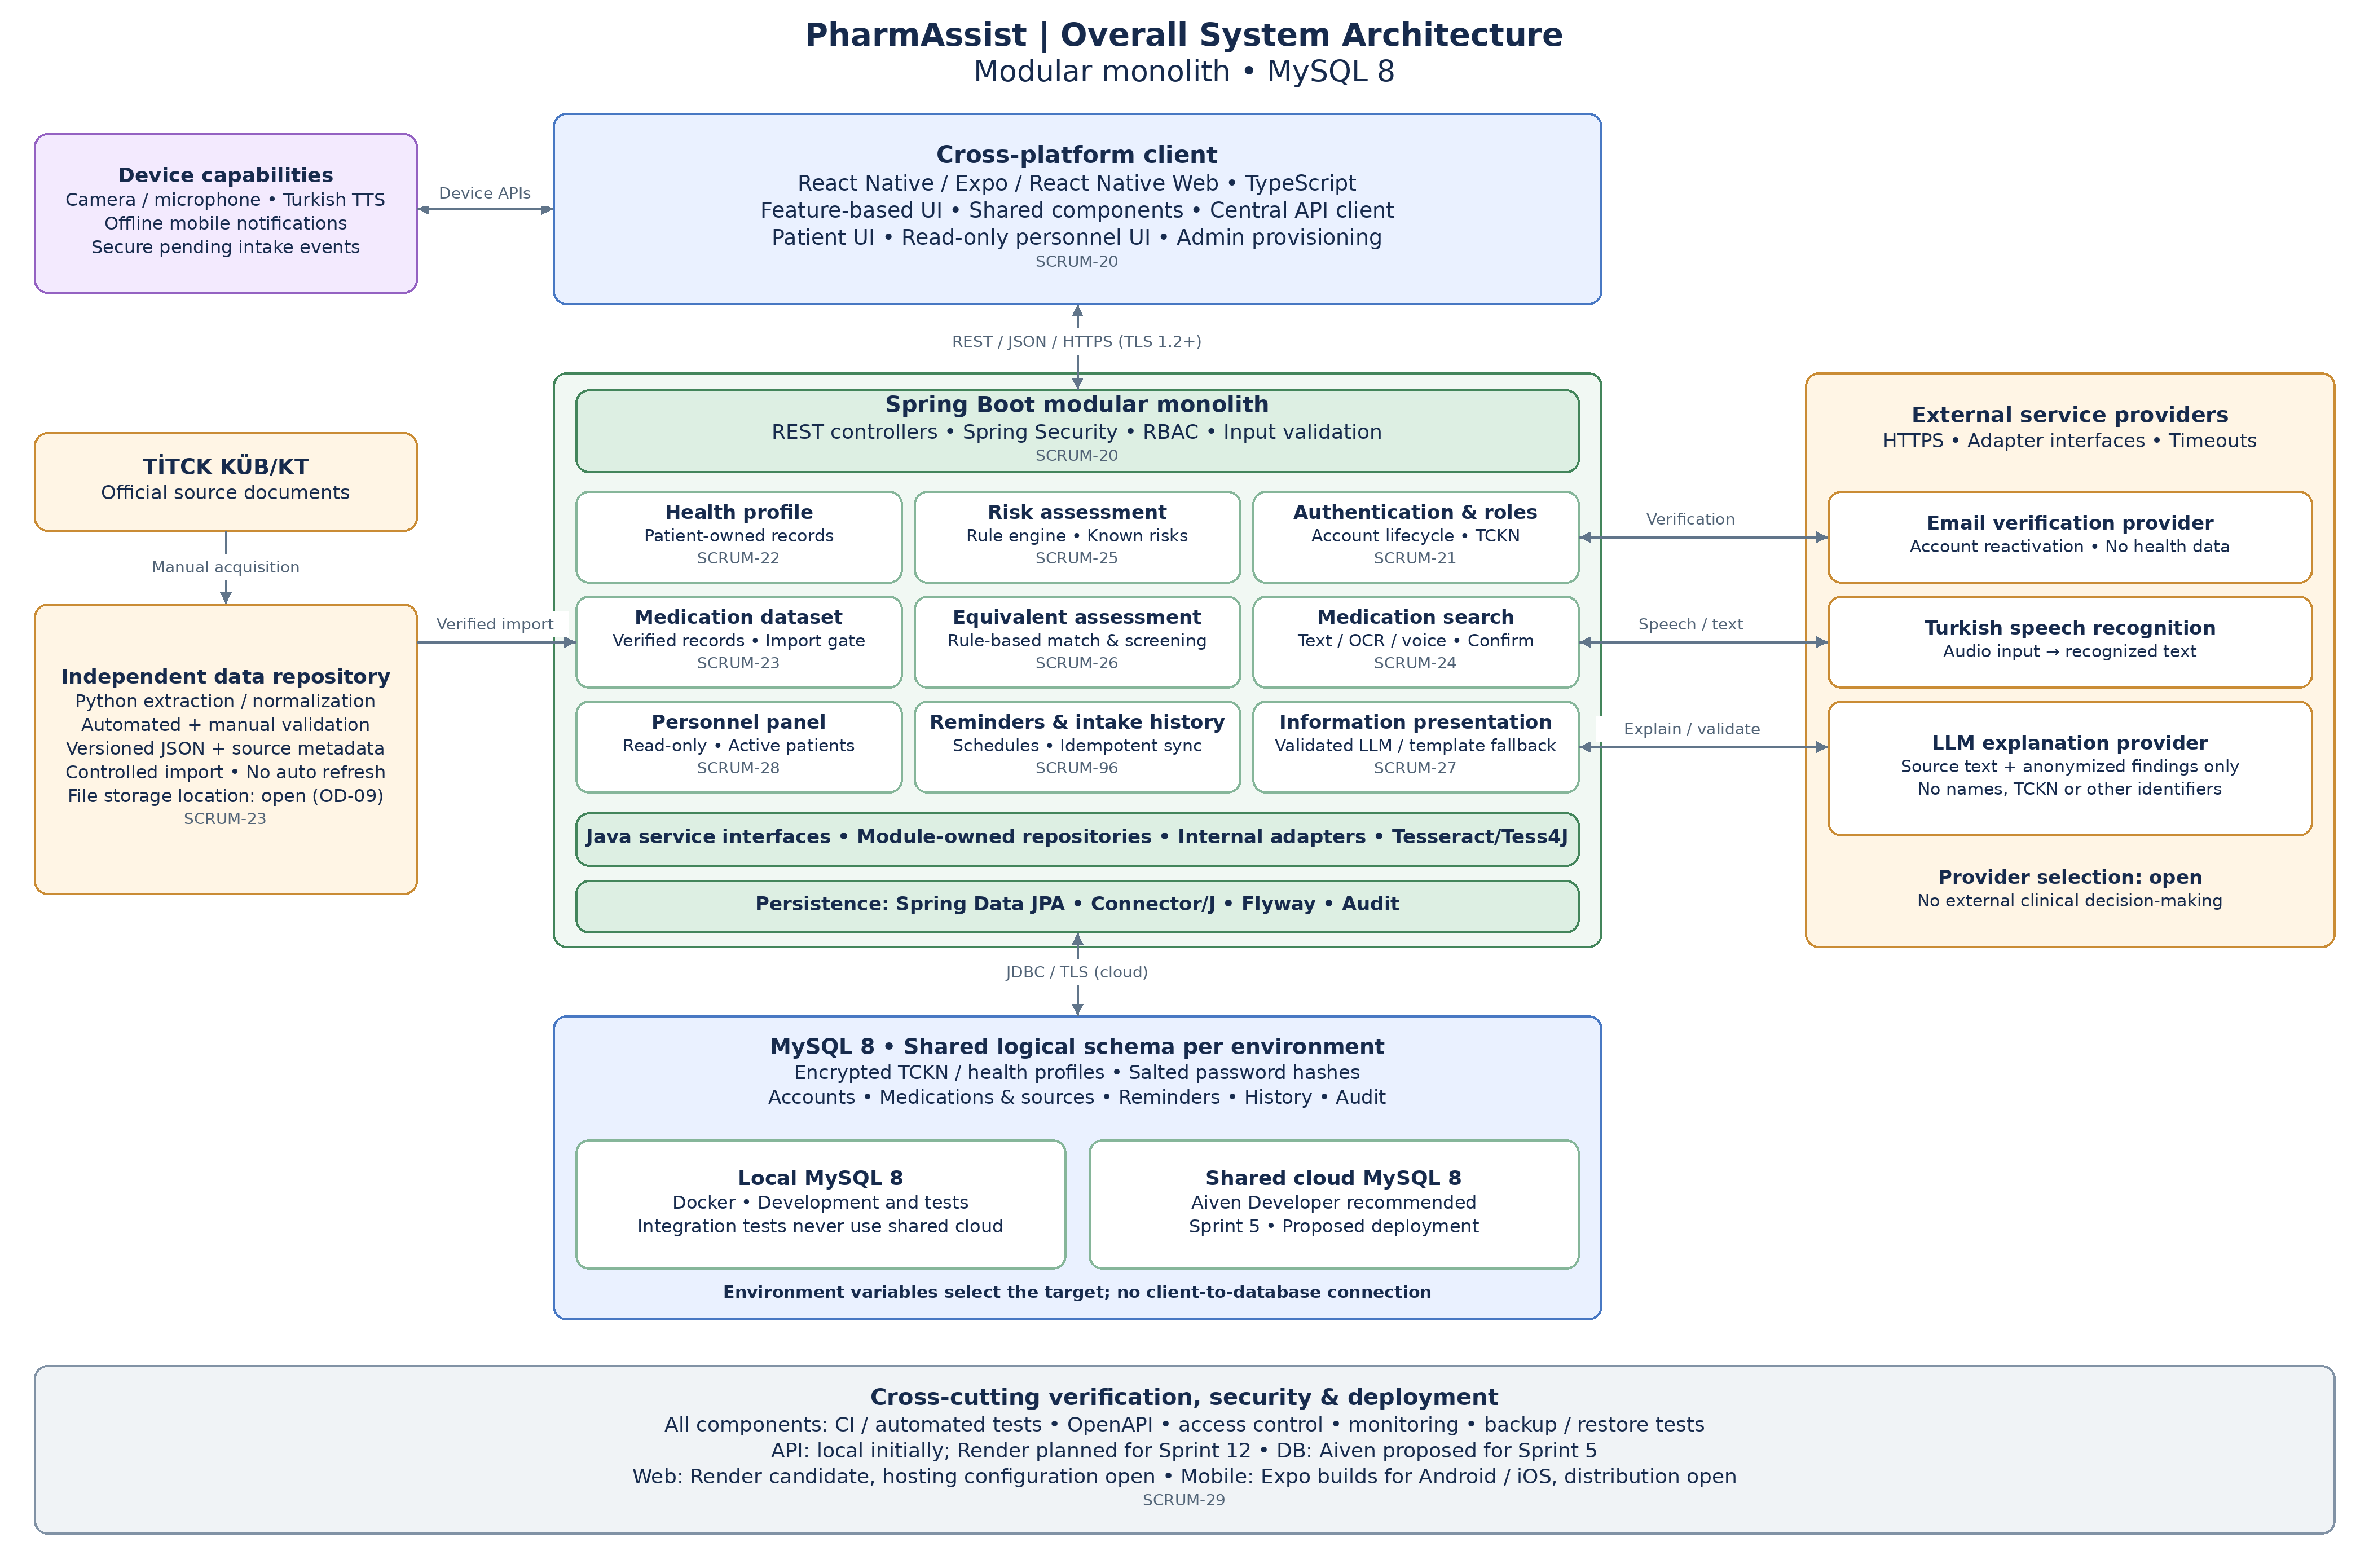 PharmAssist | Overall System Architecture
Modular monolith • MySQL 8
Device capabilities
Camera / microphone • Turkish TTS
Offline mobile notifications
Secure pending intake events
Device APIs
Cross-platform client
React Native / Expo / React Native Web • TypeScript
Feature-based UI • Shared components • Central API client
Patient UI • Read-only personnel UI • Admin provisioning
SCRUM-20
REST / JSON / HTTPS (TLS 1.2+)
TİTCK KÜB/KT
Official source documents
Manual acquisition
Independent data repository
Python extraction / normalization
Automated + manual validation
Versioned JSON + source metadata
Controlled import • No auto refresh
File storage location: open (OD-09)
SCRUM-23
Verified import
Spring Boot modular monolith
REST controllers • Spring Security • RBAC • Input validation
SCRUM-20
Health profile
Patient-owned records
SCRUM-22
Risk assessment
Rule engine • Known risks
SCRUM-25
Authentication & roles
Account lifecycle • TCKN
SCRUM-21
Medication dataset
Verified records • Import gate
SCRUM-23
Equivalent assessment
Rule-based match & screening
SCRUM-26
Medication search
Text / OCR / voice • Confirm
SCRUM-24
Personnel panel
Read-only • Active patients
SCRUM-28
Reminders & intake history
Schedules • Idempotent sync
SCRUM-96
Information presentation
Validated LLM / template fallback
SCRUM-27
Java service interfaces • Module-owned repositories • Internal adapters • Tesseract/Tess4J
Persistence: Spring Data JPA • Connector/J • Flyway • Audit
Verification
Speech / text
Explain / validate
External service providers
HTTPS • Adapter interfaces • Timeouts
Email verification provider
Account reactivation • No health data
Turkish speech recognition
Audio input → recognized text
LLM explanation provider
Source text + anonymized findings only
No names, TCKN or other identifiers
Provider selection: open
No external clinical decision-making
JDBC / TLS (cloud)
MySQL 8 • Shared logical schema per environment
Encrypted TCKN / health profiles • Salted password hashes
Accounts • Medications & sources • Reminders • History • Audit
Local MySQL 8
Docker • Development and tests
Integration tests never use shared cloud
Shared cloud MySQL 8
Aiven Developer recommended
Sprint 5 • Proposed deployment
Environment variables select the target; no client-to-database connection
Cross-cutting verification, security & deployment
All components: CI / automated tests • OpenAPI • access control • monitoring • backup / restore tests
API: local initially; Render planned for Sprint 12 • DB: Aiven proposed for Sprint 5
Web: Render candidate, hosting configuration open • Mobile: Expo builds for Android / iOS, distribution open
SCRUM-29